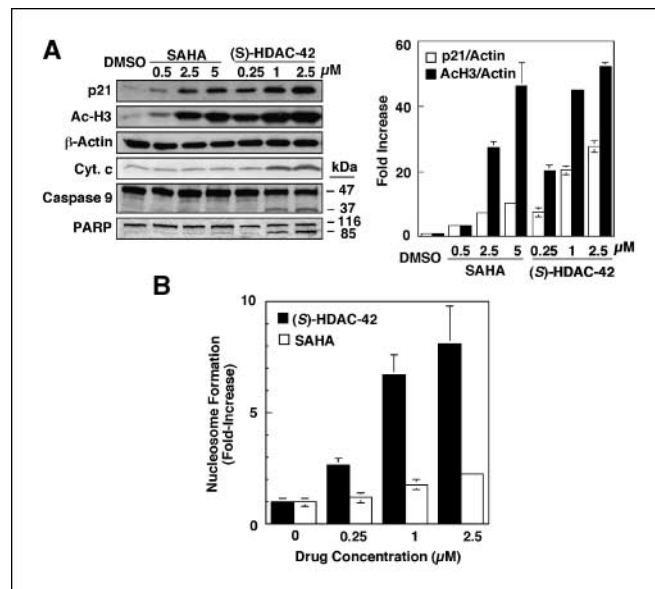 A
DMSO SAHA (S)-HDAC-42
0.5 2.5 5 0.25 1 2.5 μM
p21
Ac-H3
β-Actin
Cyt. c kDa
Caspase 9 47
37
PARP 116
85
60
40
20
0
Fold Increase
p21/Actin
AcH3/Actin
0.5 2.5 5 0.25 1 2.5 μM
DMSO SAHA (S)-HDAC-42
B
10
5
0
Nucleosome Formation
(Fold-Increase)
(S)-HDAC-42
SAHA
0 0.25 1 2.5
Drug Concentration (μM)